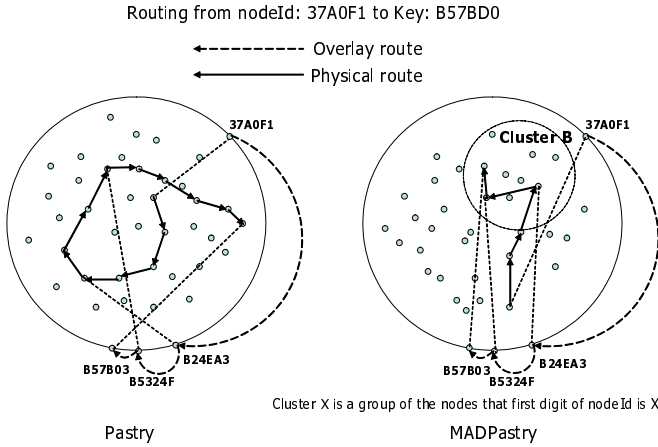 Routing from nodeId: 37A0F1 to Key: B57BD0
Overlay route
Physical route
37A0F1
37A0F1
Cluster B
B24EA3
B57B03
B5324F
B24EA3
B57B03
B5324F
Cluster X is a group of the nodes that first digit of nodeId is X
Pastry
MADPastry